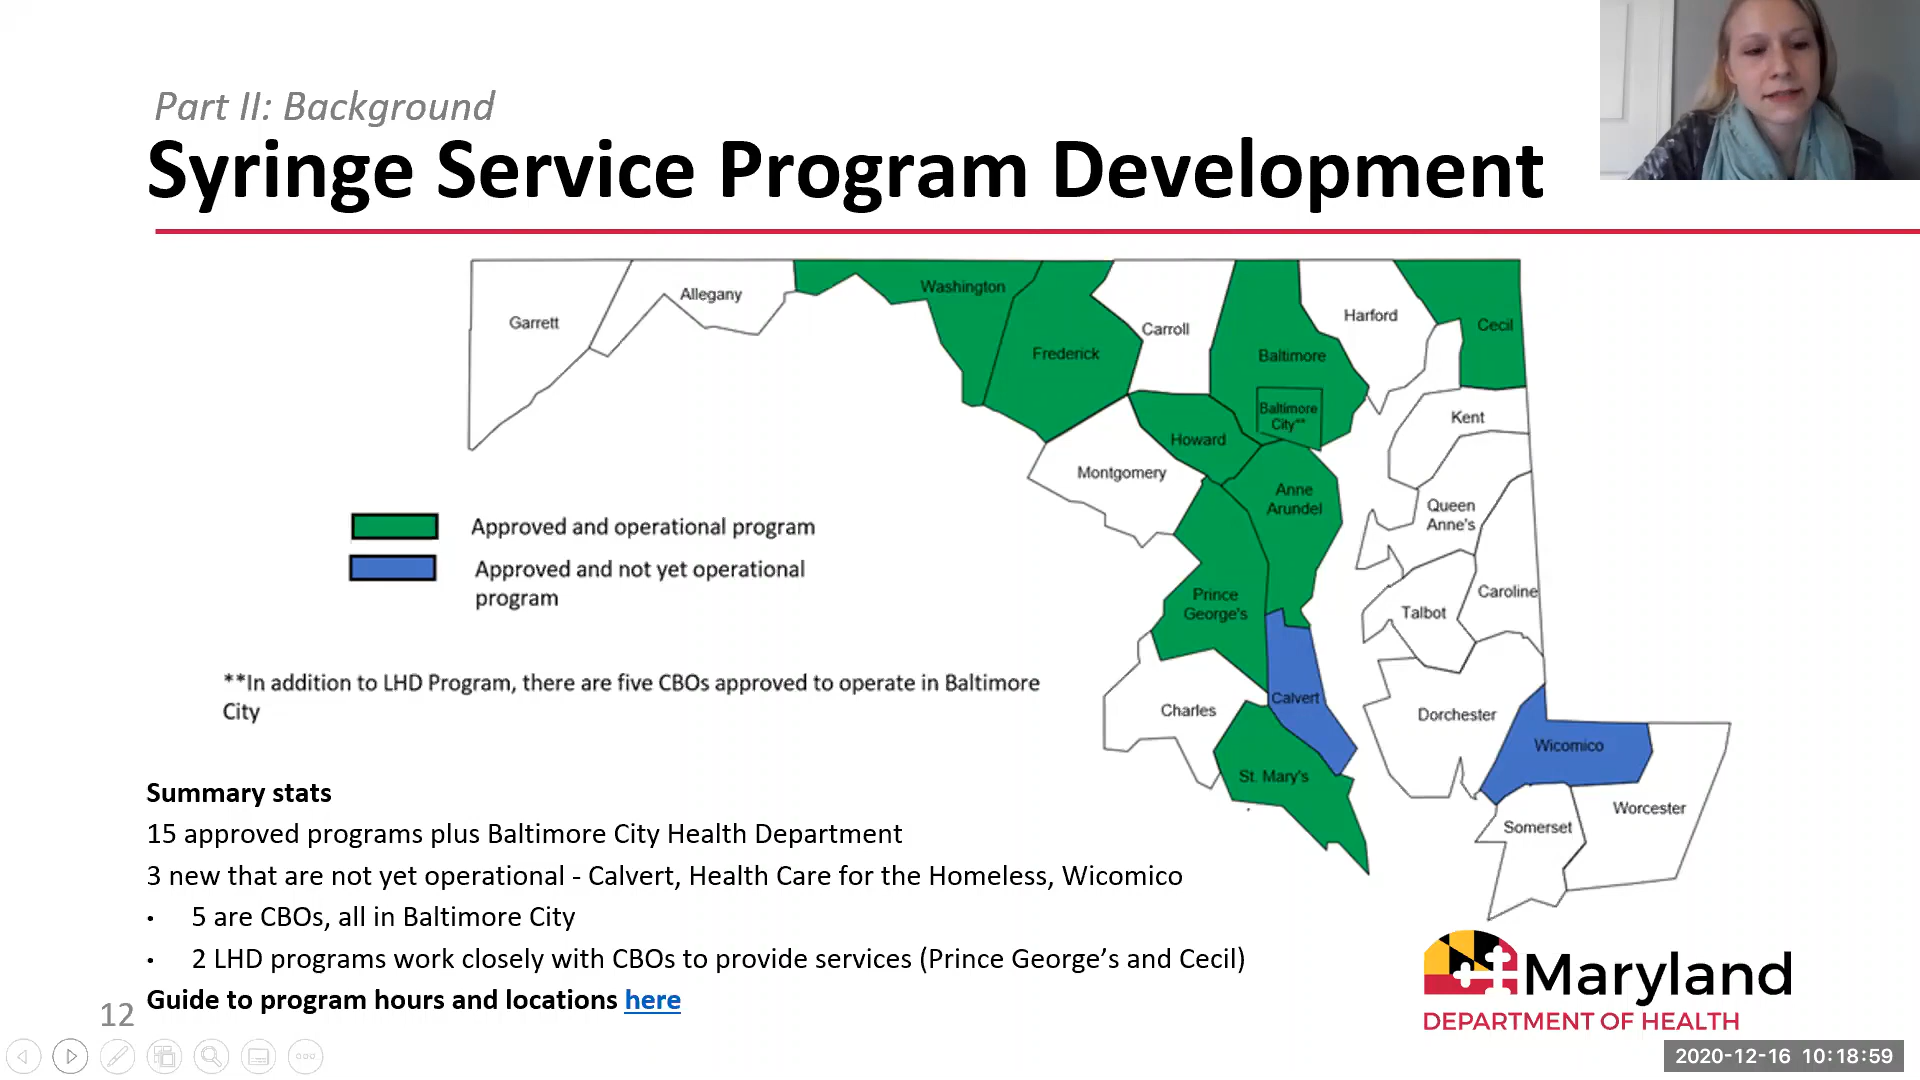 Part II: Background
Syringe Service Program Development
Garrett
Allegany
Washington
Frederick
Carroll
Baltimore
Baltimore
City**
Harford
Cecil
Howard
Montgomery
Anne
Arundel
Kent
Queen
Anne's
Prince
George's
Talbot
Caroline
Charles
Calvert
St. Mary's
Dorchester
Wicomico
Worcester
Somerset
Approved and operational program
Approved and not yet operational
program
**In addition to LHD Program, there are five CBOs approved to operate in Baltimore
City
Summary stats
15 approved programs plus Baltimore City Health Department
3 new that are not yet operational - Calvert, Health Care for the Homeless, Wicomico
• 5 are CBOs, all in Baltimore City
• 2 LHD programs work closely with CBOs to provide services (Prince George’s and Cecil)
Guide to program hours and locations here
12
Maryland
DEPARTMENT OF HEALTH
2020-12-16 10:18:59